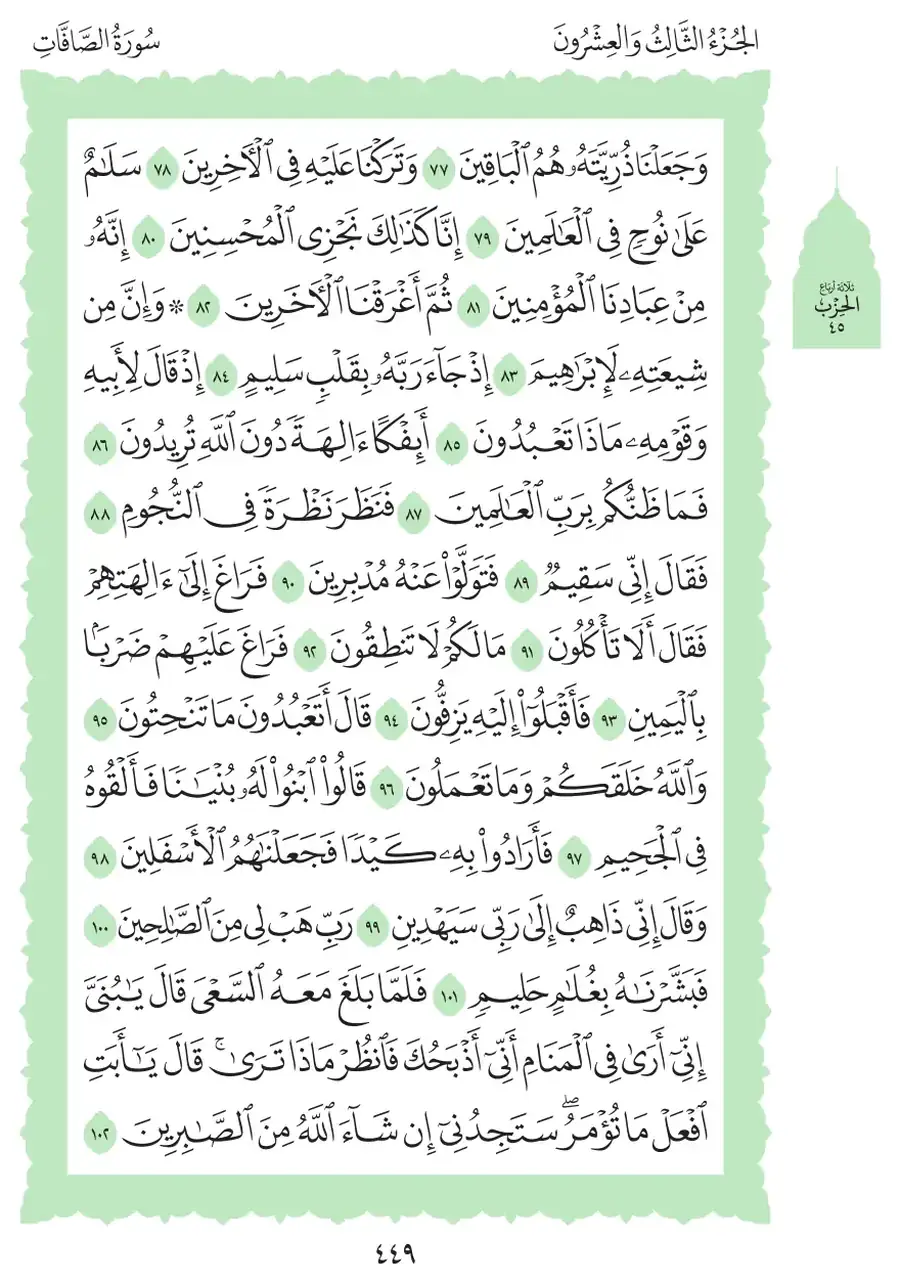 الجُزْءُ الثَّالِثُ وَالعِشْرُونَ
سُورَةُ الصَّافَّاتِ
وَجَعَلْنَا ذُرِّيَّتَهُۥ هُمُ ٱلْبَاقِينَ ٧٧ وَتَرَكْنَا عَلَيْهِ فِي ٱلْأٓخِرِينَ ٧٨ سَلَٰمٌ
عَلَىٰ نُوحٖ فِي ٱلْعَٰلَمِينَ ٧٩ إِنَّا كَذَٰلِكَ نَجْزِي ٱلْمُحْسِنِينَ ٨٠ إِنَّهُۥ
مِنْ عِبَادِنَا ٱلْمُؤْمِنِينَ ٨١ ثُمَّ أَغْرَقْنَا ٱلْأٓخَرِينَ ٨٢ * وَإِنَّ مِن
شِيعَتِهِۦ لَإِبْرَٰهِيمَ ٨٣ إِذْ جَآءَ رَبَّهُۥ بِقَلْبٖ سَلِيمٍ ٨٤ إِذْ قَالَ لِأَبِيهِ
وَقَوْمِهِۦ مَاذَا تَعْبُدُونَ ٨٥ أَئِفْكًا ءَالِهَةٗ دُونَ ٱللَّهِ تُرِيدُونَ ٨٦
فَمَا ظَنُّكُم بِرَبِّ ٱلْعَٰلَمِينَ ٨٧ فَنَظَرَ نَظْرَةٗ فِي ٱلنُّجُومِ ٨٨
فَقَالَ إِنِّي سَقِيمٞ ٨٩ فَتَوَلَّوْاْ عَنْهُ مُدْبِرِينَ ٩٠ فَرَاغَ إِلَىٰٓ ءَالِهَتِهِمْ
فَقَالَ أَلَا تَأْكُلُونَ ٩١ مَا لَكُمْ لَا تَنطِقُونَ ٩٢ فَرَاغَ عَلَيْهِمْ ضَرْبَۢا
بِٱلْيَمِينِ ٩٣ فَأَقْبَلُوٓاْ إِلَيْهِ يَزِفُّونَ ٩٤ قَالَ أَتَعْبُدُونَ مَا تَنْحِتُونَ ٩٥
وَٱللَّهُ خَلَقَكُمْ وَمَا تَعْمَلُونَ ٩٦ قَالُواْ ٱبْنُواْ لَهُۥ بُنْيَٰنٗا فَأَلْقُوهُ
فِي ٱلْجَحِيمِ ٩٧ فَأَرَادُواْ بِهِۦ كَيْدٗا فَجَعَلْنَٰهُمُ ٱلْأَسْفَلِينَ ٩٨
وَقَالَ إِنِّي ذَاهِبٌ إِلَىٰ رَبِّي سَيَهْدِينِ ٩٩ رَبِّ هَبْ لِي مِنَ ٱلصَّٰلِحِينَ ١٠٠
فَبَشَّرْنَٰهُ بِغُلَٰمٍ حَلِيمٖ ١٠١ فَلَمَّا بَلَغَ مَعَهُ ٱلسَّعْيَ قَالَ يَٰبُنَيَّ
إِنِّيٓ أَرَىٰ فِي ٱلْمَنَامِ أَنِّيٓ أَذْبَحُكَ فَٱنظُرْ مَاذَا تَرَىٰۚ قَالَ يَٰٓأَبَتِ
ٱفْعَلْ مَا تُؤْمَرُۖ سَتَجِدُنِيٓ إِن شَآءَ ٱللَّهُ مِنَ ٱلصَّٰبِرِينَ ١٠٢
ثلاثة أرباع
الحِزْب
٤٥
٤٤٩